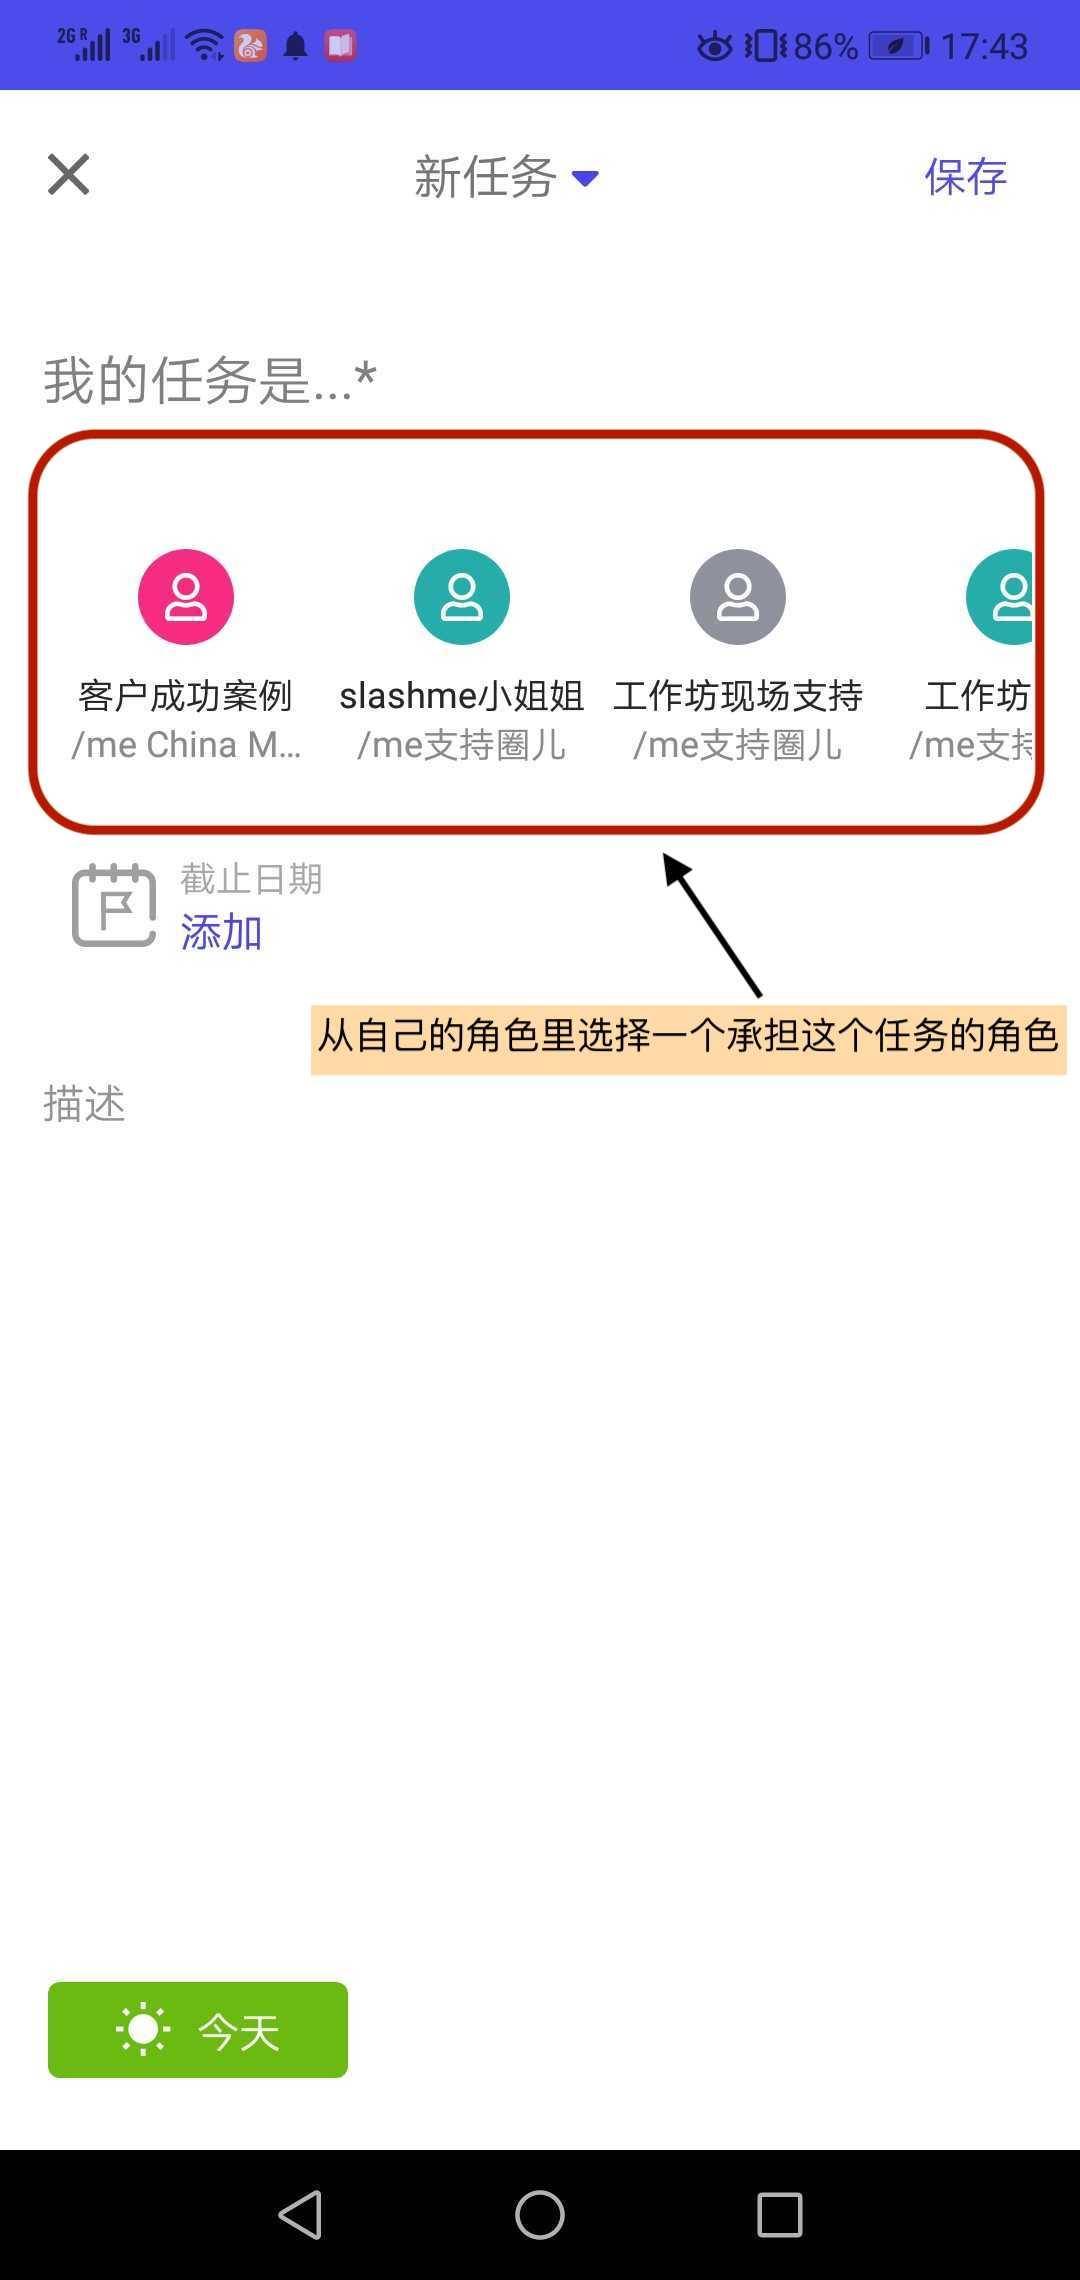 2G R 3G 86% 17:43
新任务 保存
我的任务是...*
客户成功案例 slashme小姐姐 工作坊现场支持 工作坊
/me China M... /me支持圈儿 /me支持圈儿 /me支持
截止日期
添加
从自己的角色里选择一个承担这个任务的角色
描述
今天